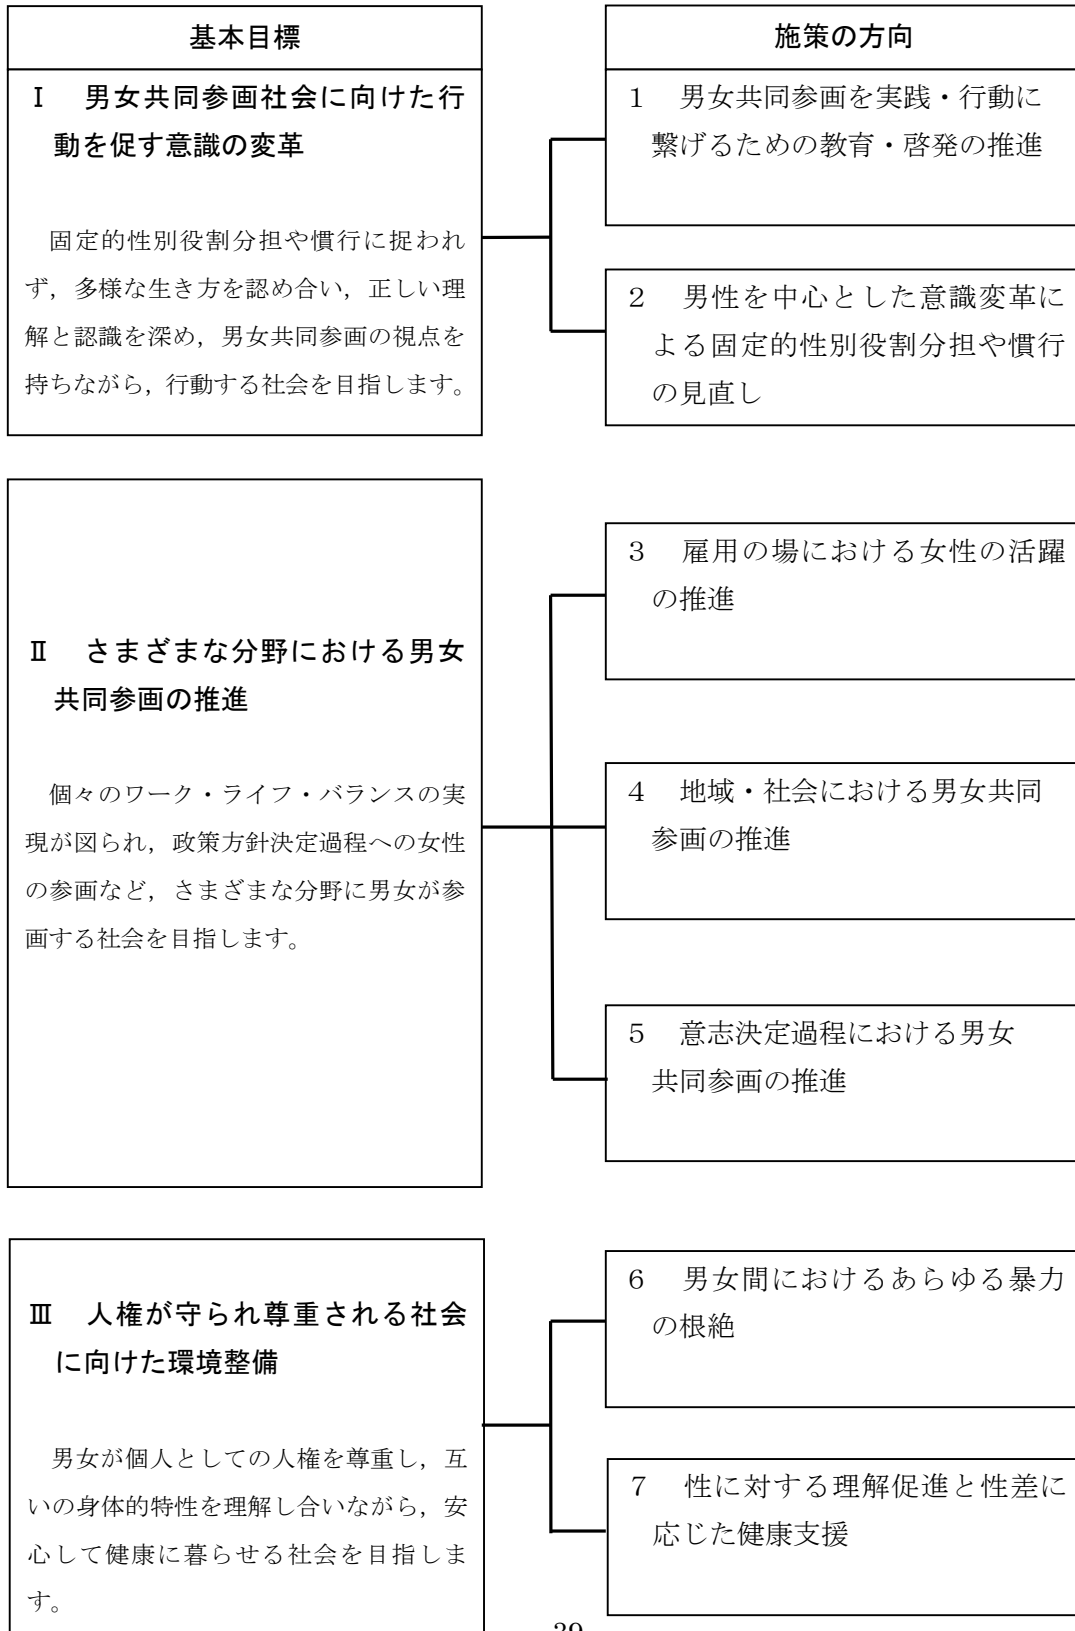 基本目標
Ⅰ　男女共同参画社会に向けた行
動を促す意識の変革
固定的性別役割分担や慣行に捉われ
ず，多様な生き方を認め合い，正しい理
解と認識を深め，男女共同参画の視点を
持ちながら，行動する社会を目指します。
施策の方向
１　男女共同参画を実践・行動に
繋げるための教育・啓発の推進
２　男性を中心とした意識変革に
よる固定的性別役割分担や慣行
の見直し
Ⅱ　さまざまな分野における男女
共同参画の推進
個々のワーク・ライフ・バランスの実
現が図られ，政策方針決定過程への女性
の参画など，さまざまな分野に男女が参
画する社会を目指します。
３　雇用の場における女性の活躍
の推進
４　地域・社会における男女共同
参画の推進
５　意志決定過程における男女
共同参画の推進
Ⅲ　人権が守られ尊重される社会
に向けた環境整備
男女が個人としての人権を尊重し，互
いの身体的特性を理解し合いながら，安
心して健康に暮らせる社会を目指しま
す。
６　男女間におけるあらゆる暴力
の根絶
７　性に対する理解促進と性差に
応じた健康支援